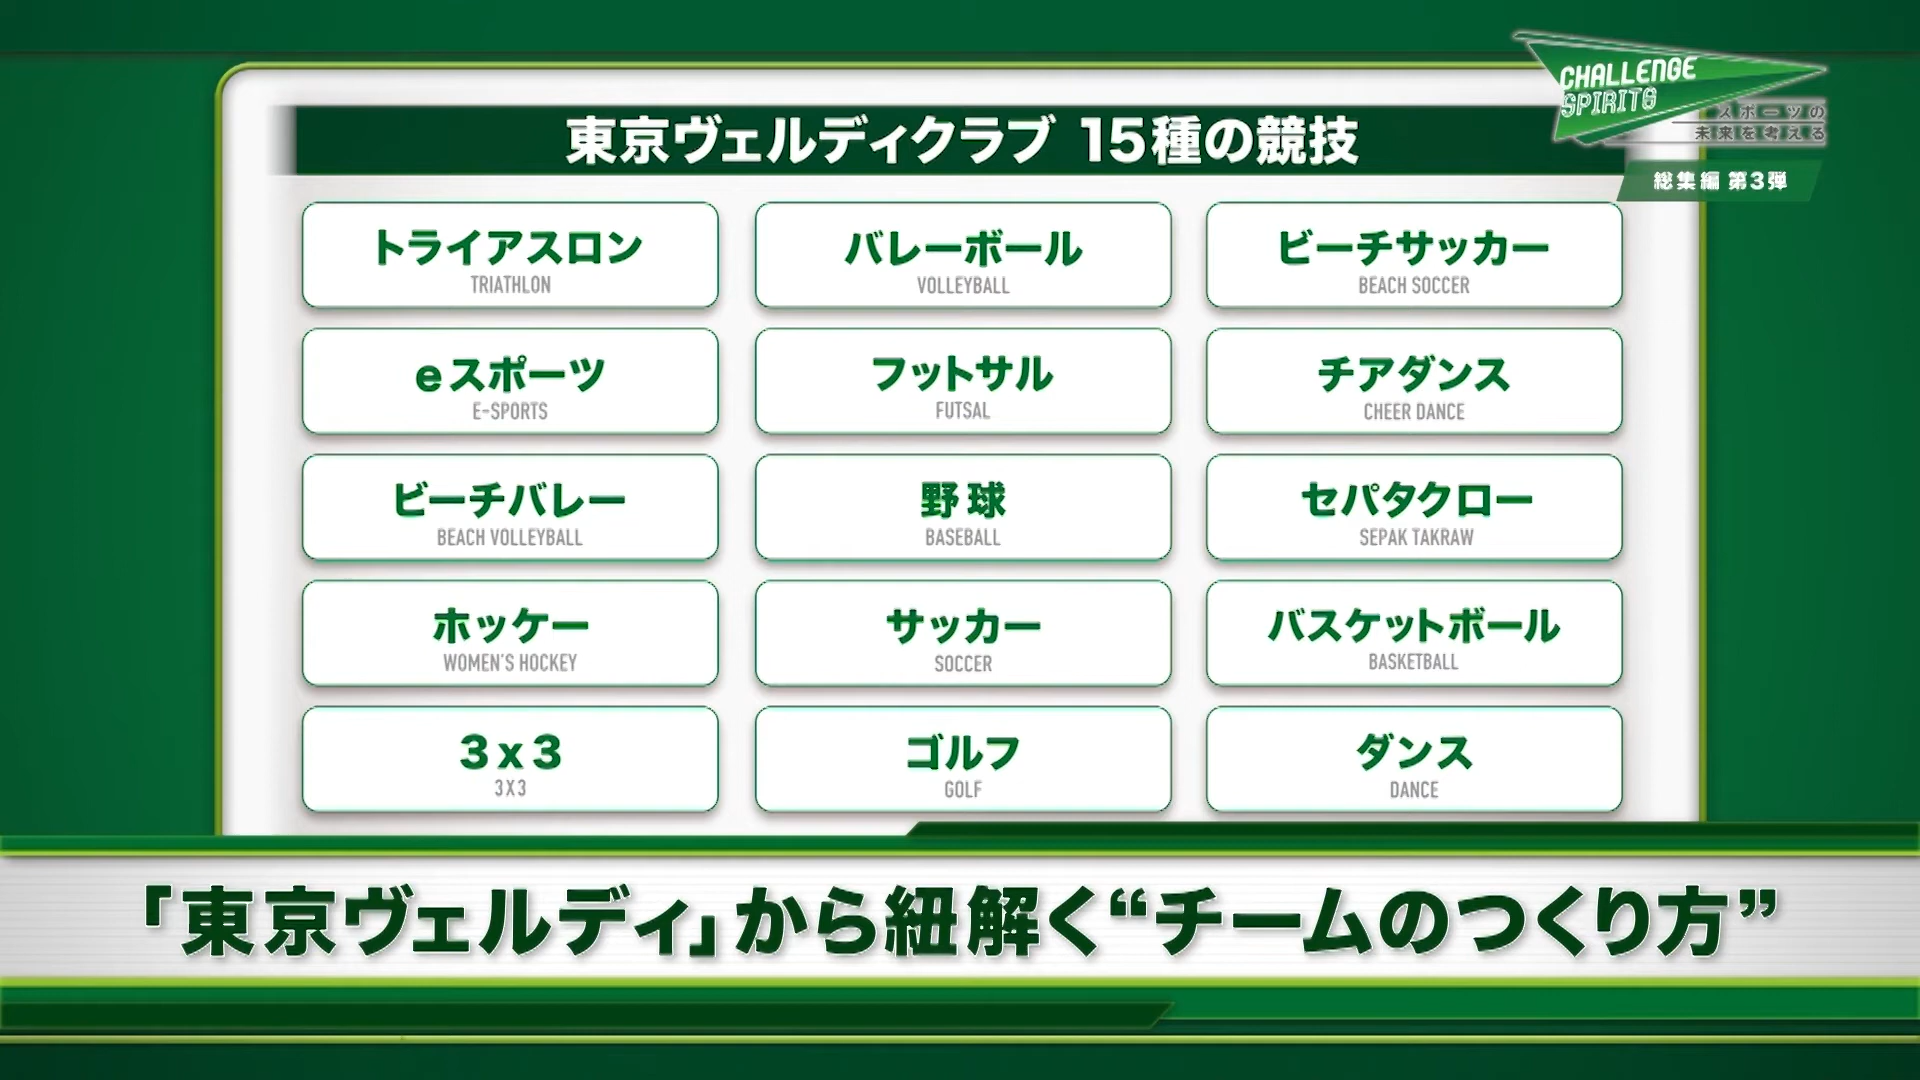 CHALLENGE
SPIRITS
スポーツの
未来を考える
総集編 第3弾
東京ヴェルディクラブ 15種の競技
トライアスロン
TRIATHLON
バレーボール
VOLLEYBALL
ビーチサッカー
BEACH SOCCER
eスポーツ
E-SPORTS
フットサル
FUTSAL
チアダンス
CHEER DANCE
ビーチバレー
BEACH VOLLEYBALL
野球
BASEBALL
セパタクロー
SEPAK TAKRAW
ホッケー
WOMEN'S HOCKEY
サッカー
SOCCER
バスケットボール
BASKETBALL
3x3
3X3
ゴルフ
GOLF
ダンス
DANCE
「東京ヴェルディ」から紐解く“チームのつくり方”